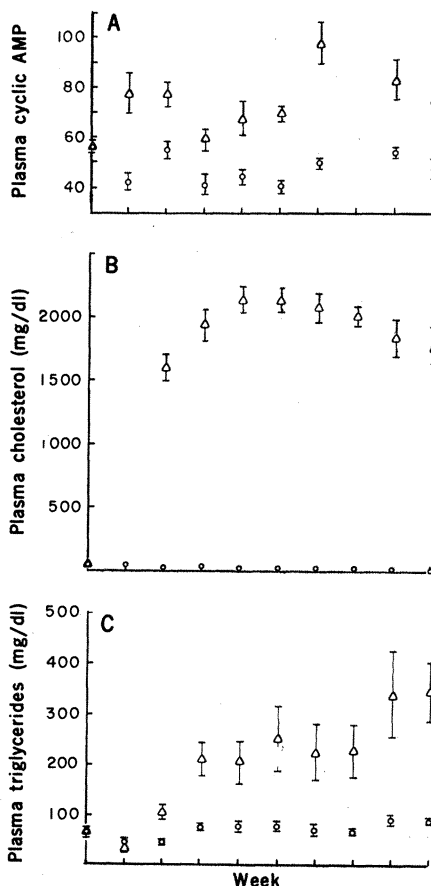 A
Plasma cyclic AMP
100
80
60
40
B
Plasma cholesterol (mg/dl)
2000
1500
1000
500
C
Plasma triglycerides (mg/dl)
500
400
300
200
100
Week